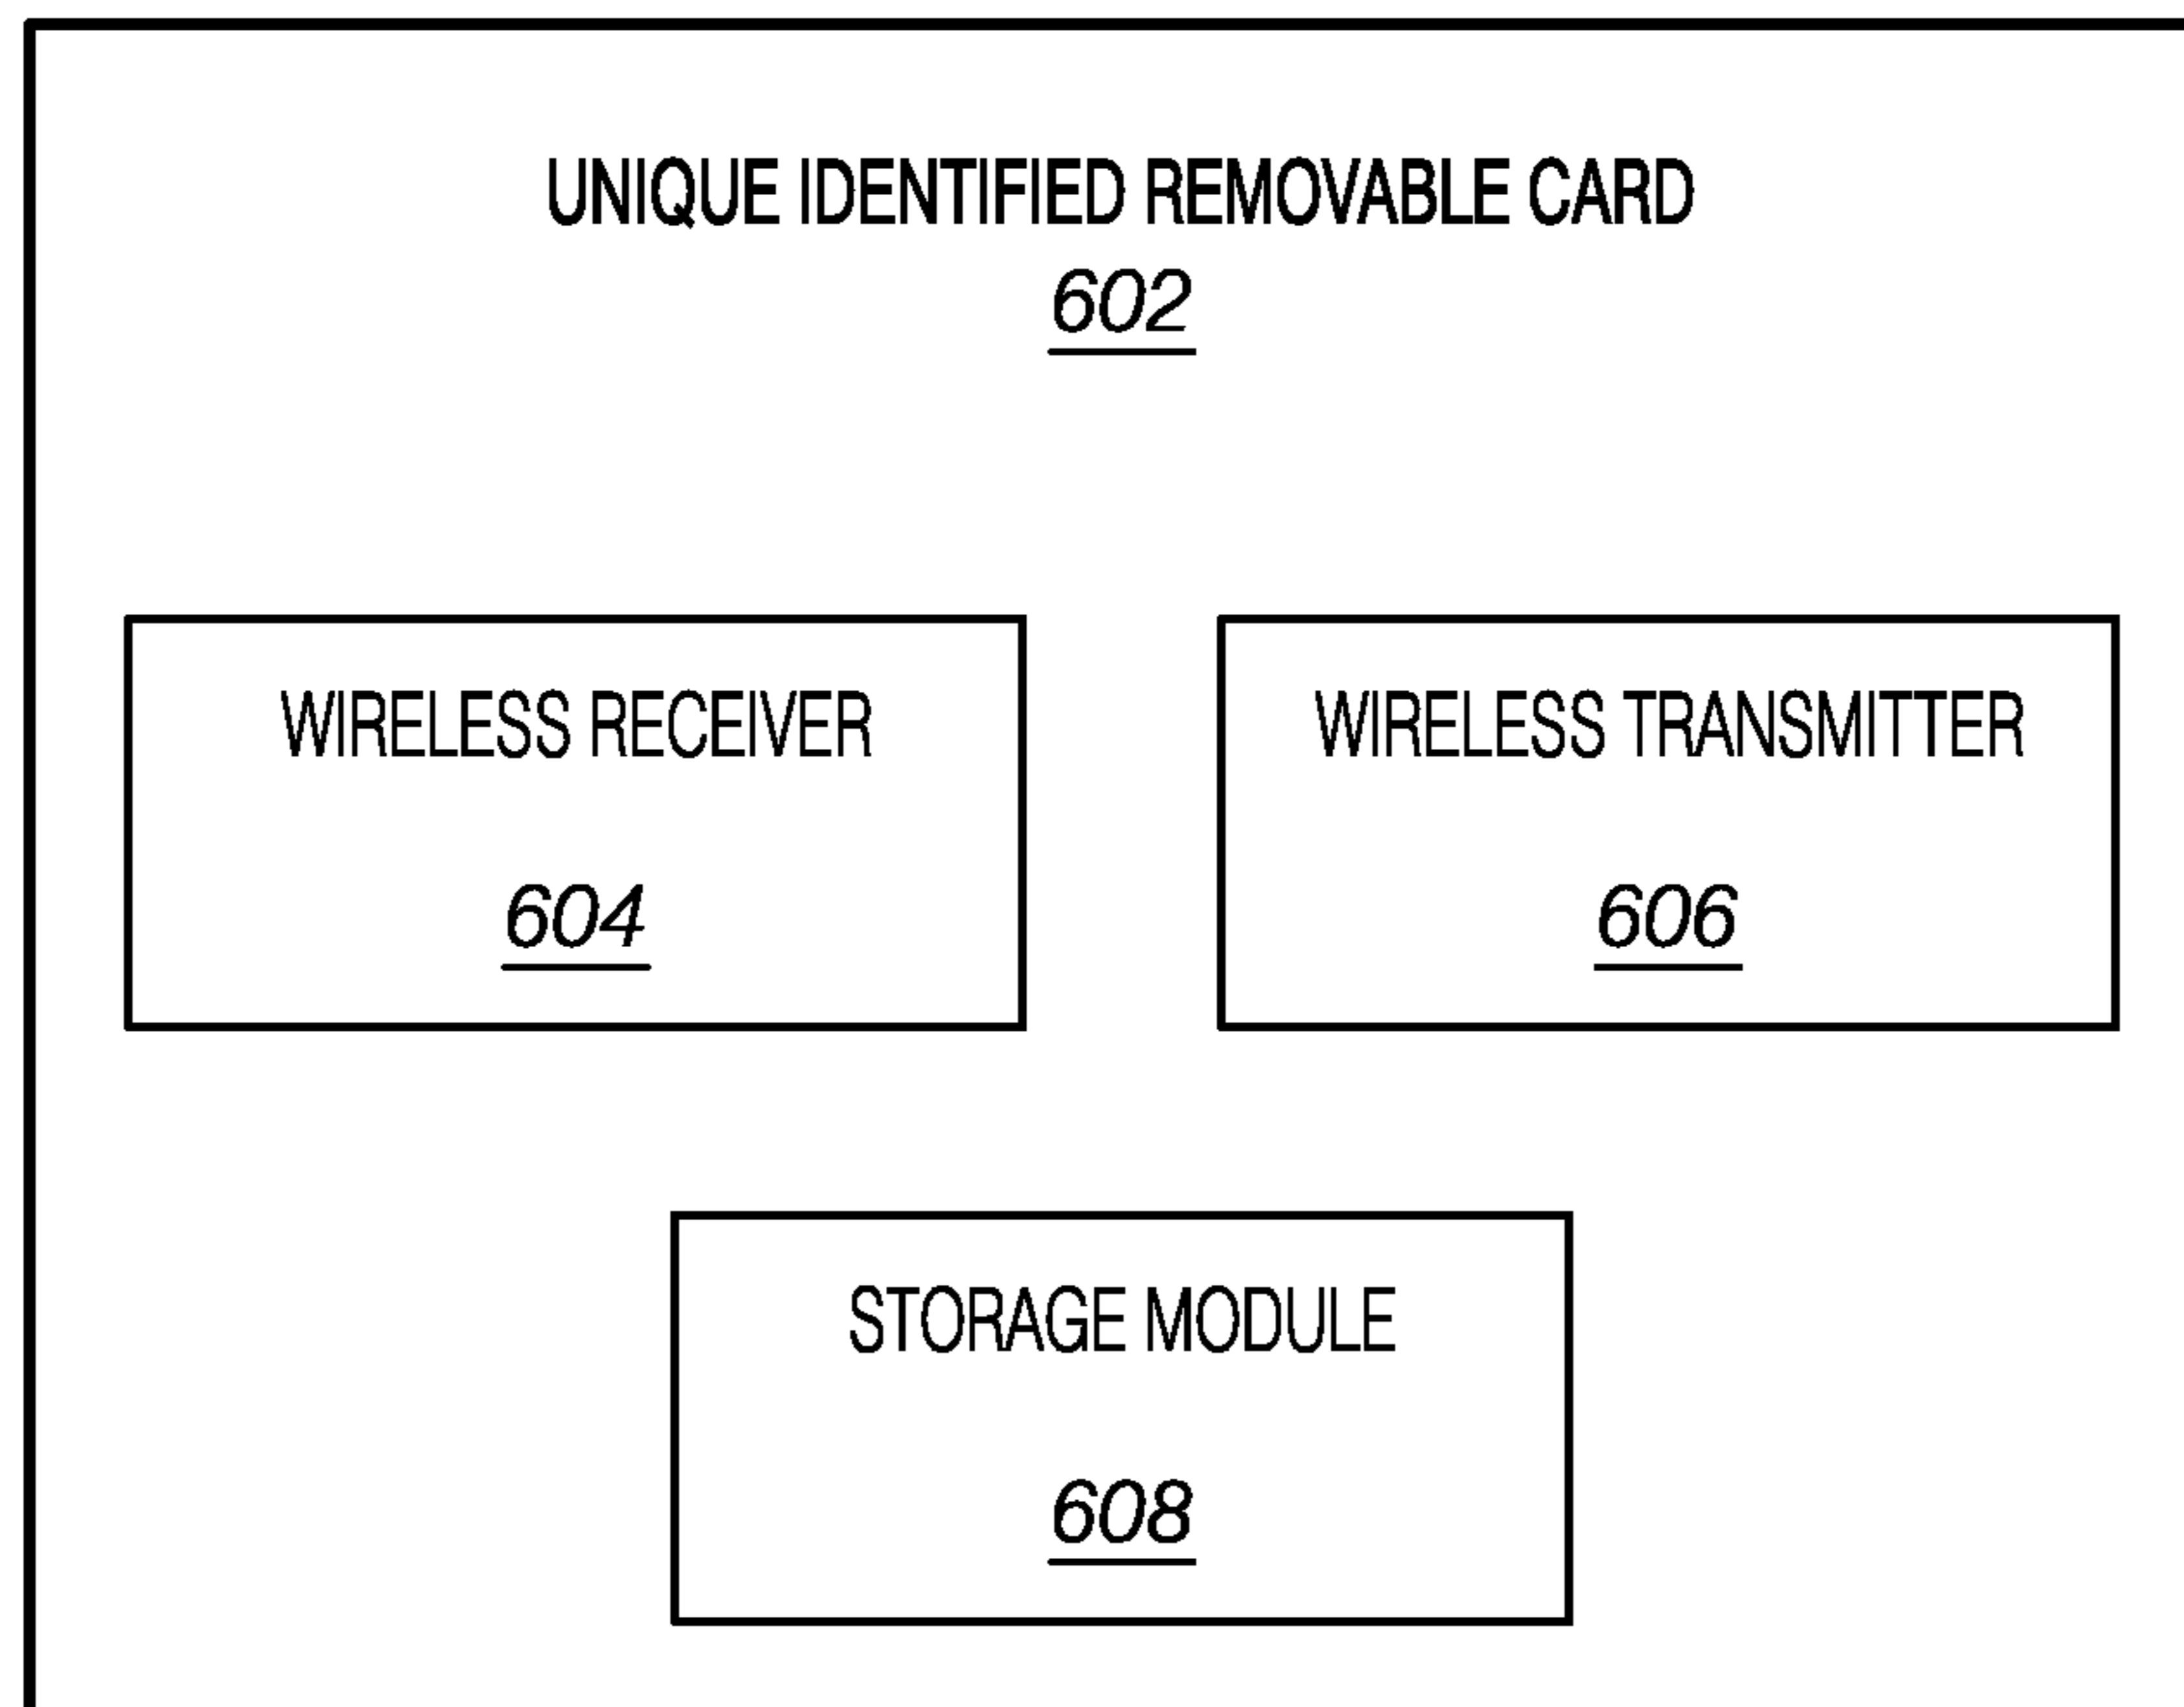 UNIQUE IDENTIFIED REMOVABLE CARD
602
WIRELESS RECEIVER
604
WIRELESS TRANSMITTER
606
STORAGE MODULE
608